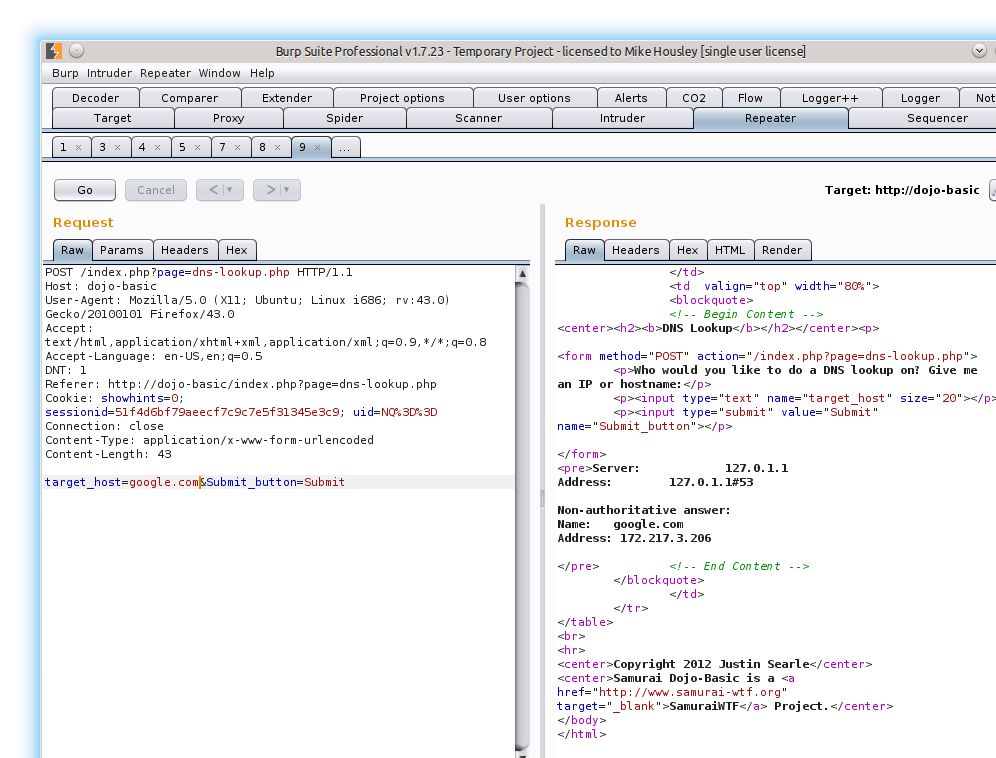 Burp Suite Professional v1.7.23 - Temporary Project - licensed to Mike Housley [single user license]
Burp Intruder Repeater Window Help
Decoder Comparer Extender Project options User options Alerts CO2 Flow Logger++ Logger Not
Target Proxy Spider Scanner Intruder Repeater Sequencer
1 × 3 × 4 × 5 × 7 × 8 × 9 × ...
Go Cancel < ▾ > ▾ Target: http://dojo-basic
Request
Raw Params Headers Hex
POST /index.php?page=dns-lookup.php HTTP/1.1
Host: dojo-basic
User-Agent: Mozilla/5.0 (X11; Ubuntu; Linux i686; rv:43.0)
Gecko/20100101 Firefox/43.0
Accept:
text/html,application/xhtml+xml,application/xml;q=0.9,*/*;q=0.8
Accept-Language: en-US,en;q=0.5
DNT: 1
Referer: http://dojo-basic/index.php?page=dns-lookup.php
Cookie: showhints=0;
sessionid=51f4d6bf79aeecf7c9c7e5f31345e3c9; uid=NQ%3D%3D
Connection: close
Content-Type: application/x-www-form-urlencoded
Content-Length: 43
target_host=google.com&Submit_button=Submit
Response
Raw Headers Hex HTML Render
</td>
<td  valign="top" width="80%">
<blockquote>
<!-- Begin Content -->
<center><h2><b>DNS Lookup</b></h2></center><p>
<form method="POST" action="/index.php?page=dns-lookup.php">
<p>Who would you like to do a DNS lookup on? Give me
an IP or hostname:</p>
<p><input type="text" name="target_host" size="20"></p>
<p><input type="submit" value="Submit"
name="Submit_button"></p>
</form>
<pre>Server: 127.0.1.1
Address: 127.0.1.1#53
Non-authoritative answer:
Name: google.com
Address: 172.217.3.206
</pre> <!-- End Content -->
</blockquote>
</td>
</tr>
</table>
<br>
<hr>
<center>Copyright 2012 Justin Searle</center>
<center>Samurai Dojo-Basic is a <a
href="http://www.samurai-wtf.org"
target="_blank">SamuraiWTF</a> Project.</center>
</body>
</html>